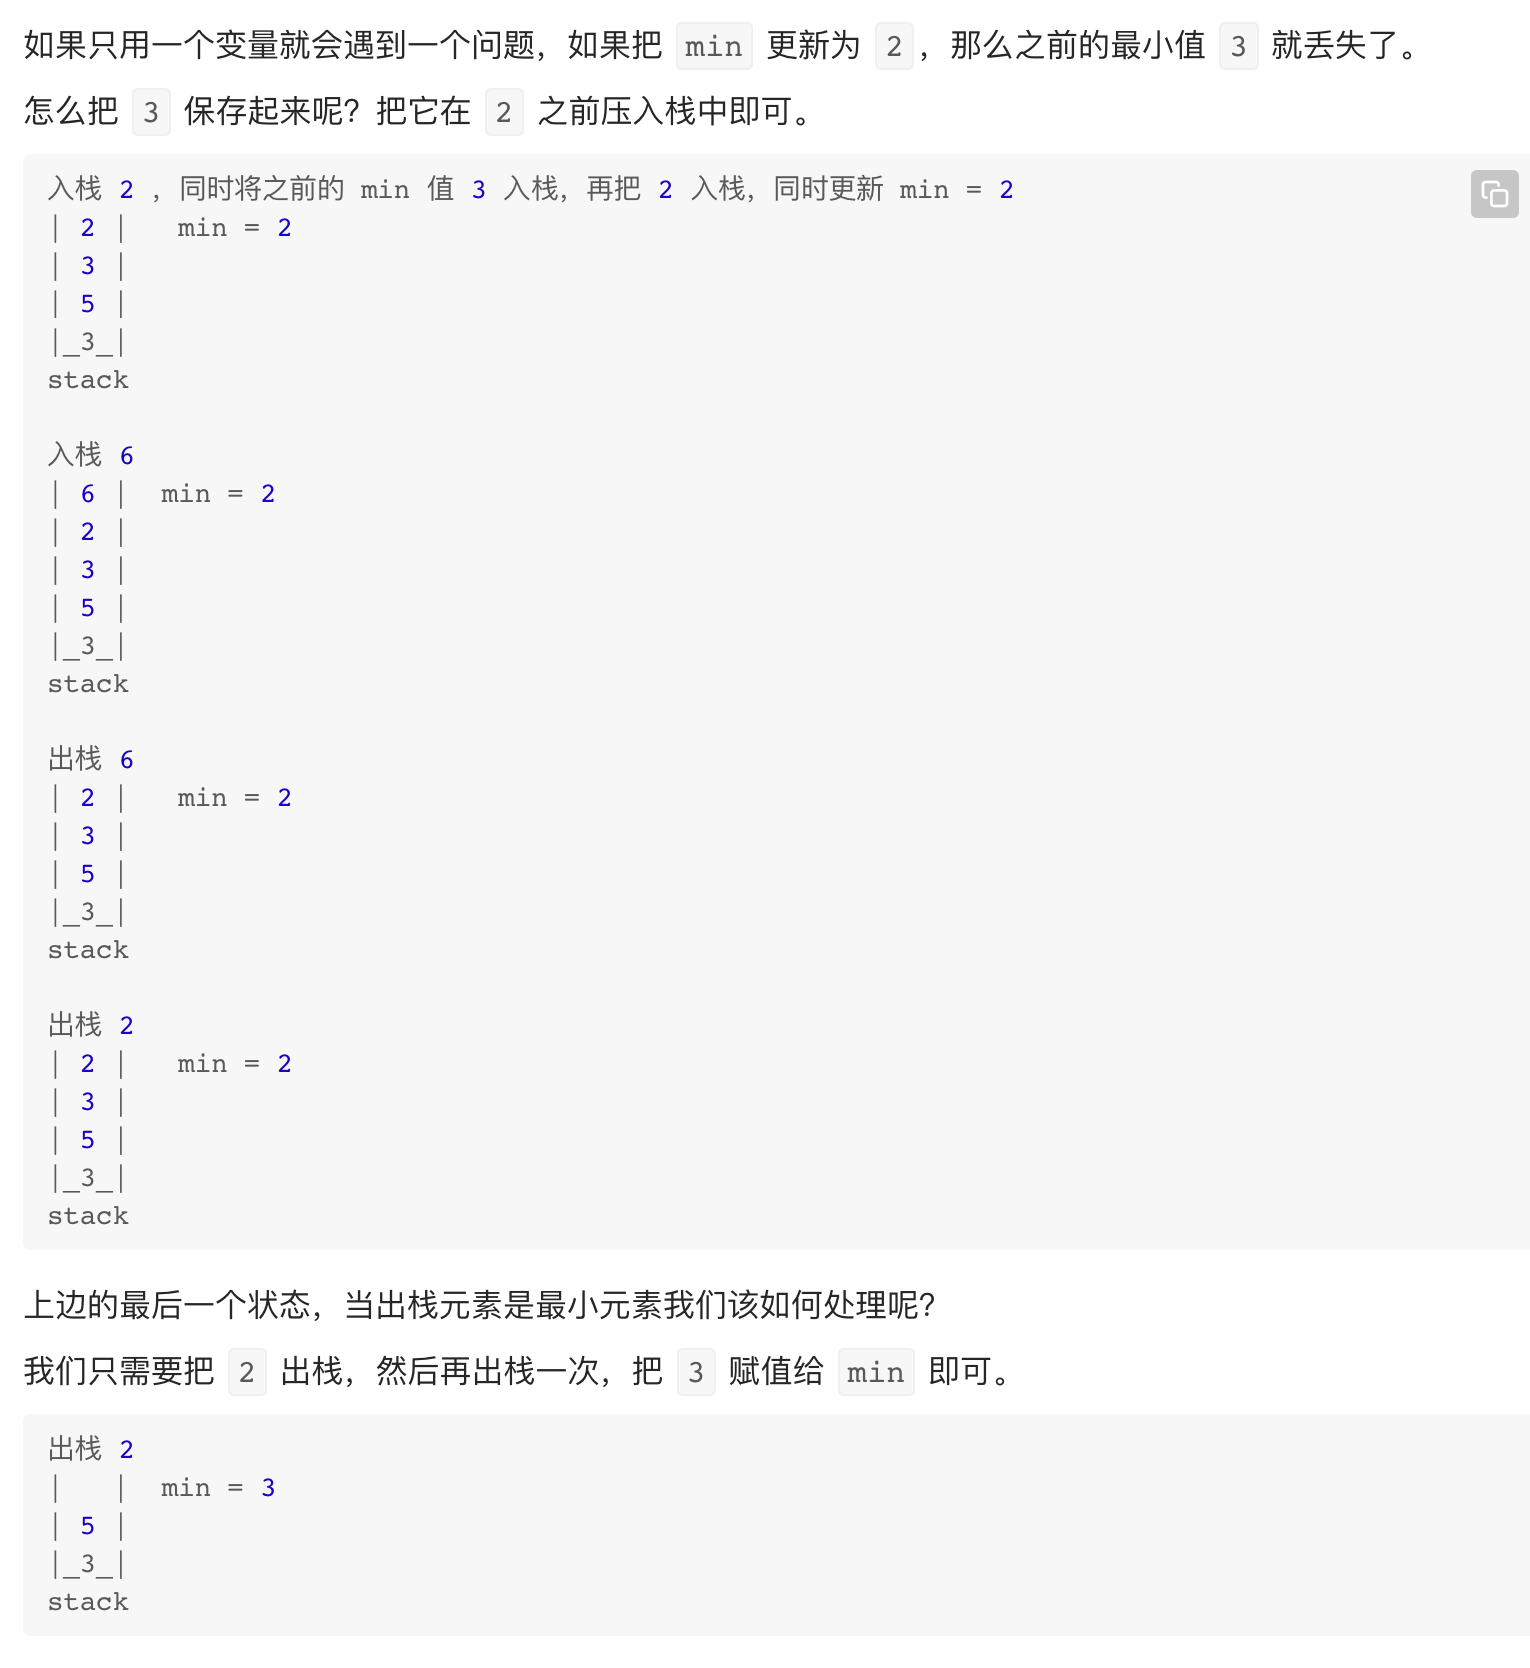 如果只用一个变量就会遇到一个问题，如果把 min 更新为 2，那么之前的最小值 3 就丢失了。
怎么把 3 保存起来呢？把它在 2 之前压入栈中即可。
入栈 2 ，同时将之前的 min 值 3 入栈，再把 2 入栈，同时更新 min = 2
| 2 |   min = 2
| 3 |
| 5 |
|_3_|
stack
入栈 6
| 6 |  min = 2
| 2 |
| 3 |
| 5 |
|_3_|
stack
出栈 6
| 2 |   min = 2
| 3 |
| 5 |
|_3_|
stack
出栈 2
| 2 |   min = 2
| 3 |
| 5 |
|_3_|
stack
上边的最后一个状态，当出栈元素是最小元素我们该如何处理呢？
我们只需要把 2 出栈，然后再出栈一次，把 3 赋值给 min 即可。
出栈 2
|   |  min = 3
| 5 |
|_3_|
stack